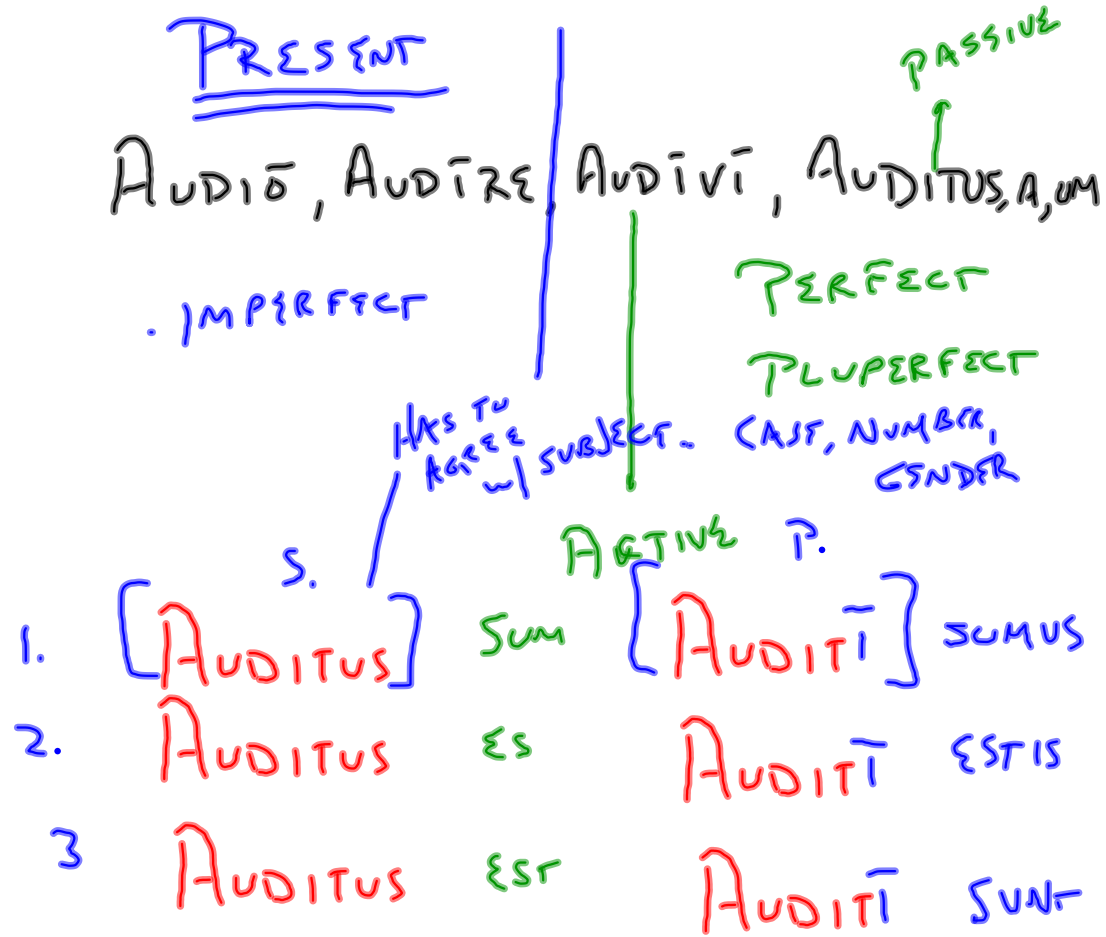 PRESENT
PASSIVE
AUDIŌ, AUDĪRE AUDĪVĪ, AUDITUS, A, UM
. IMPERFECT
PERFECT
PLUPERFECT
HAS TO
AGREE
W/ SUBJECT. CASE, NUMBER,
GENDER
ACTIVE
S. P.
1. [AUDITUS] SUM [AUDITĪ] SUMUS
2. AUDITUS ES AUDITĪ ESTIS
3 AUDITUS EST AUDITĪ SUNT